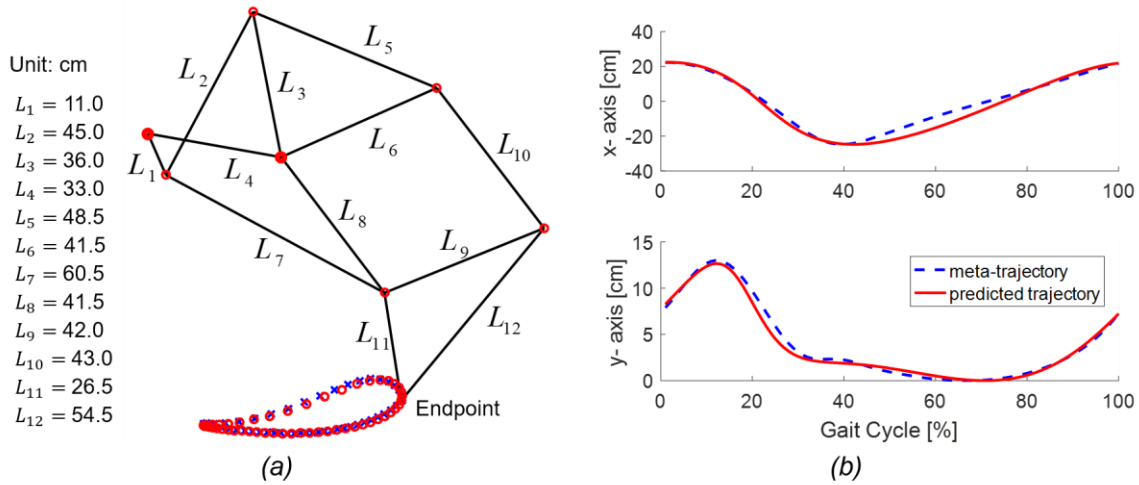 Unit: cm
L₁ = 11.0
L₂ = 45.0
L₃ = 36.0
L₄ = 33.0
L₅ = 48.5
L₆ = 41.5
L₇ = 60.5
L₈ = 41.5
L₉ = 42.0
L₁₀ = 43.0
L₁₁ = 26.5
L₁₂ = 54.5
L₅
L₂
L₃
L₆
L₁₀
L₁
L₄
L₈
L₇
L₉
L₁₁
L₁₂
Endpoint
(a)
x- axis [cm]
40
20
0
-20
-40
0 20 40 60 80 100
y- axis [cm]
15
10
5
0
meta-trajectory
predicted trajectory
0 20 40 60 80 100
Gait Cycle [%]
(b)